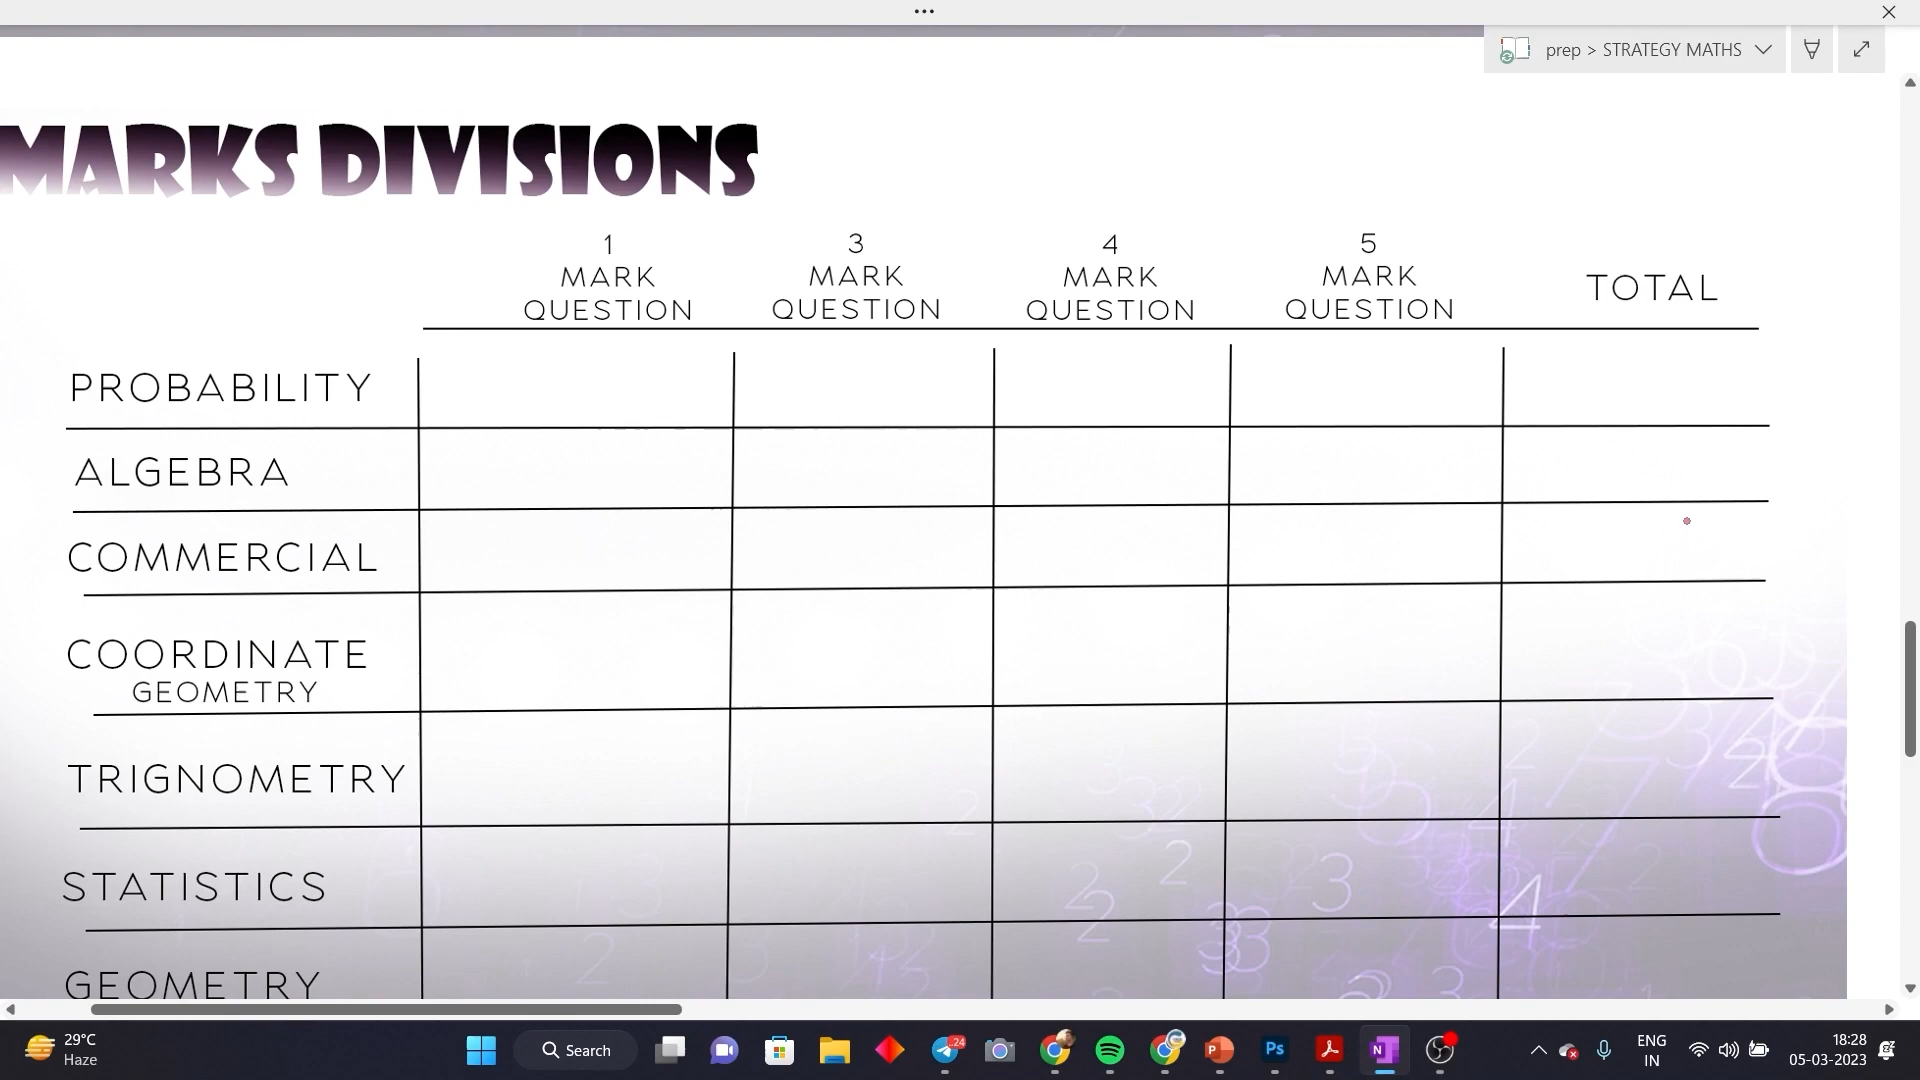 ...
prep > STRATEGY MATHS
MARKS DIVISIONS
1 MARK QUESTION
3 MARK QUESTION
4 MARK QUESTION
5 MARK QUESTION
TOTAL
PROBABILITY
ALGEBRA
COMMERCIAL
COORDINATE
GEOMETRY
TRIGNOMETRY
STATISTICS
GEOMETRY
29°C
Haze
Search
24
ENG
IN
18:28
05-03-2023